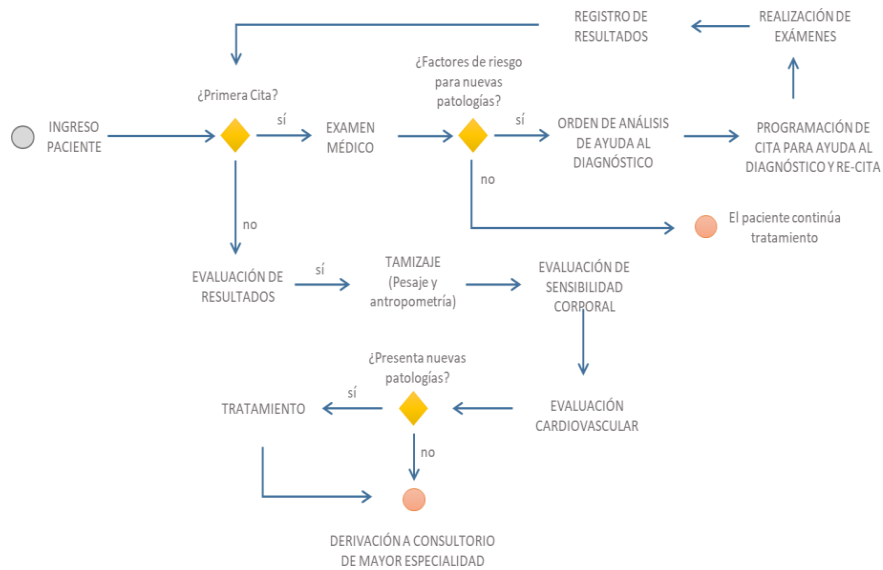 REGISTRO DE
RESULTADOS
REALIZACIÓN DE
EXÁMENES
¿Primera Cita?
¿Factores de riesgo
para nuevas
patologías?
INGRESO
PACIENTE
sí
EXAMEN
MÉDICO
sí
ORDEN DE ANÁLISIS
DE AYUDA AL
DIAGNÓSTICO
PROGRAMACIÓN DE
CITA PARA AYUDA AL
DIAGNÓSTICO Y RE-CITA
no
no
El paciente continúa
tratamiento
EVALUACIÓN DE
RESULTADOS
sí
TAMIZAJE
(Pesaje y
antropometría)
EVALUACIÓN DE
SENSIBILIDAD
CORPORAL
¿Presenta nuevas
patologías?
TRATAMIENTO
sí
EVALUACIÓN
CARDIOVASCULAR
no
DERIVACIÓN A CONSULTORIO
DE MAYOR ESPECIALIDAD